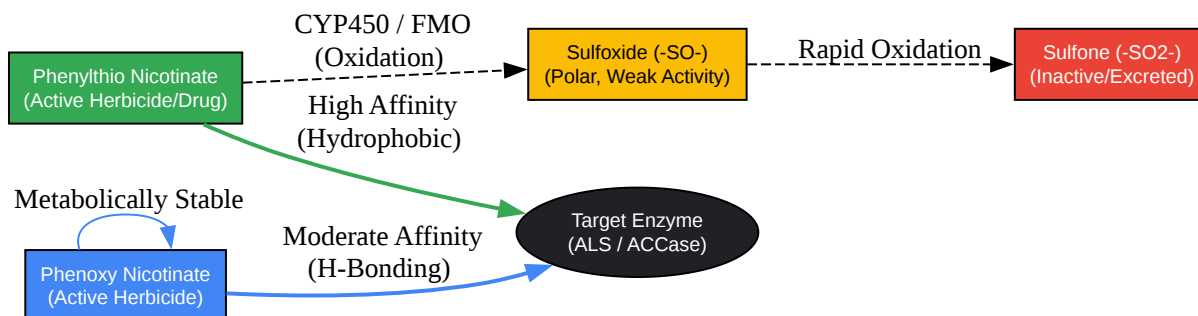 CYP450 / FMO
(Oxidation)
Phenylthio Nicotinate
(Active Herbicide/Drug)
Sulfoxide (-SO-)
(Polar, Weak Activity)
Rapid Oxidation
Sulfone (-SO2-)
(Inactive/Excreted)
High Affinity
(Hydrophobic)
Metabolically Stable
Phenoxy Nicotinate
(Active Herbicide)
Moderate Affinity
(H-Bonding)
Target Enzyme
(ALS / ACCase)